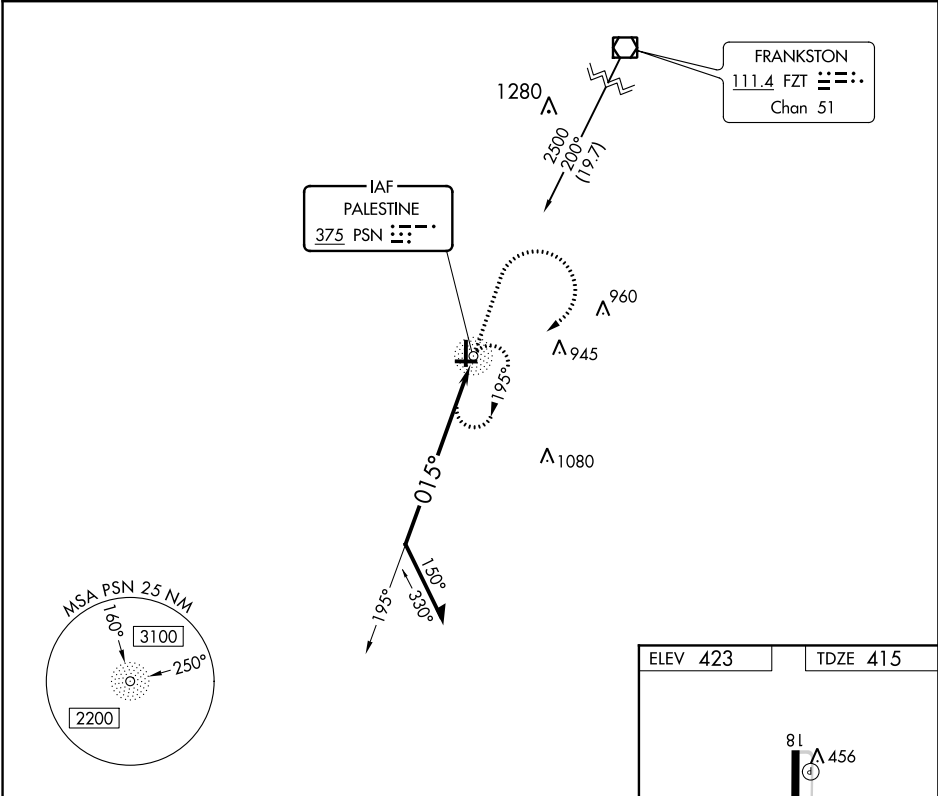 FRANKSTON
111.4 FZT
Chan 51
1280
2500
200°
(19.7)
IAF
PALESTINE
375 PSN
960
945
195°
1080
015°
150°
330°
195°
MSA PSN 25 NM
160°
3100
250°
2200
ELEV 423
TDZE 415
18
456
P